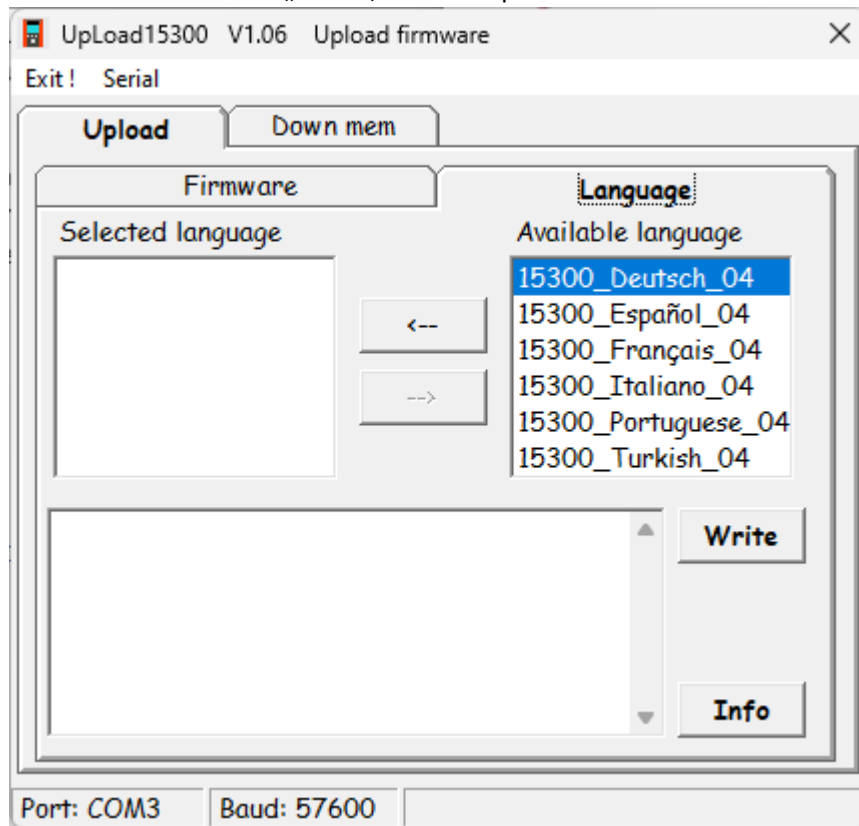 UpLoad15300 V1.06 Upload firmware
Exit! Serial
Upload Down mem
Firmware Language
Selected language Available language
15300_Deutsch_04
15300_Español_04
15300_Français_04
15300_Italiano_04
15300_Portuguese_04
15300_Turkish_04
<--
-->
Write
Info
Port: COM3 Baud: 57600